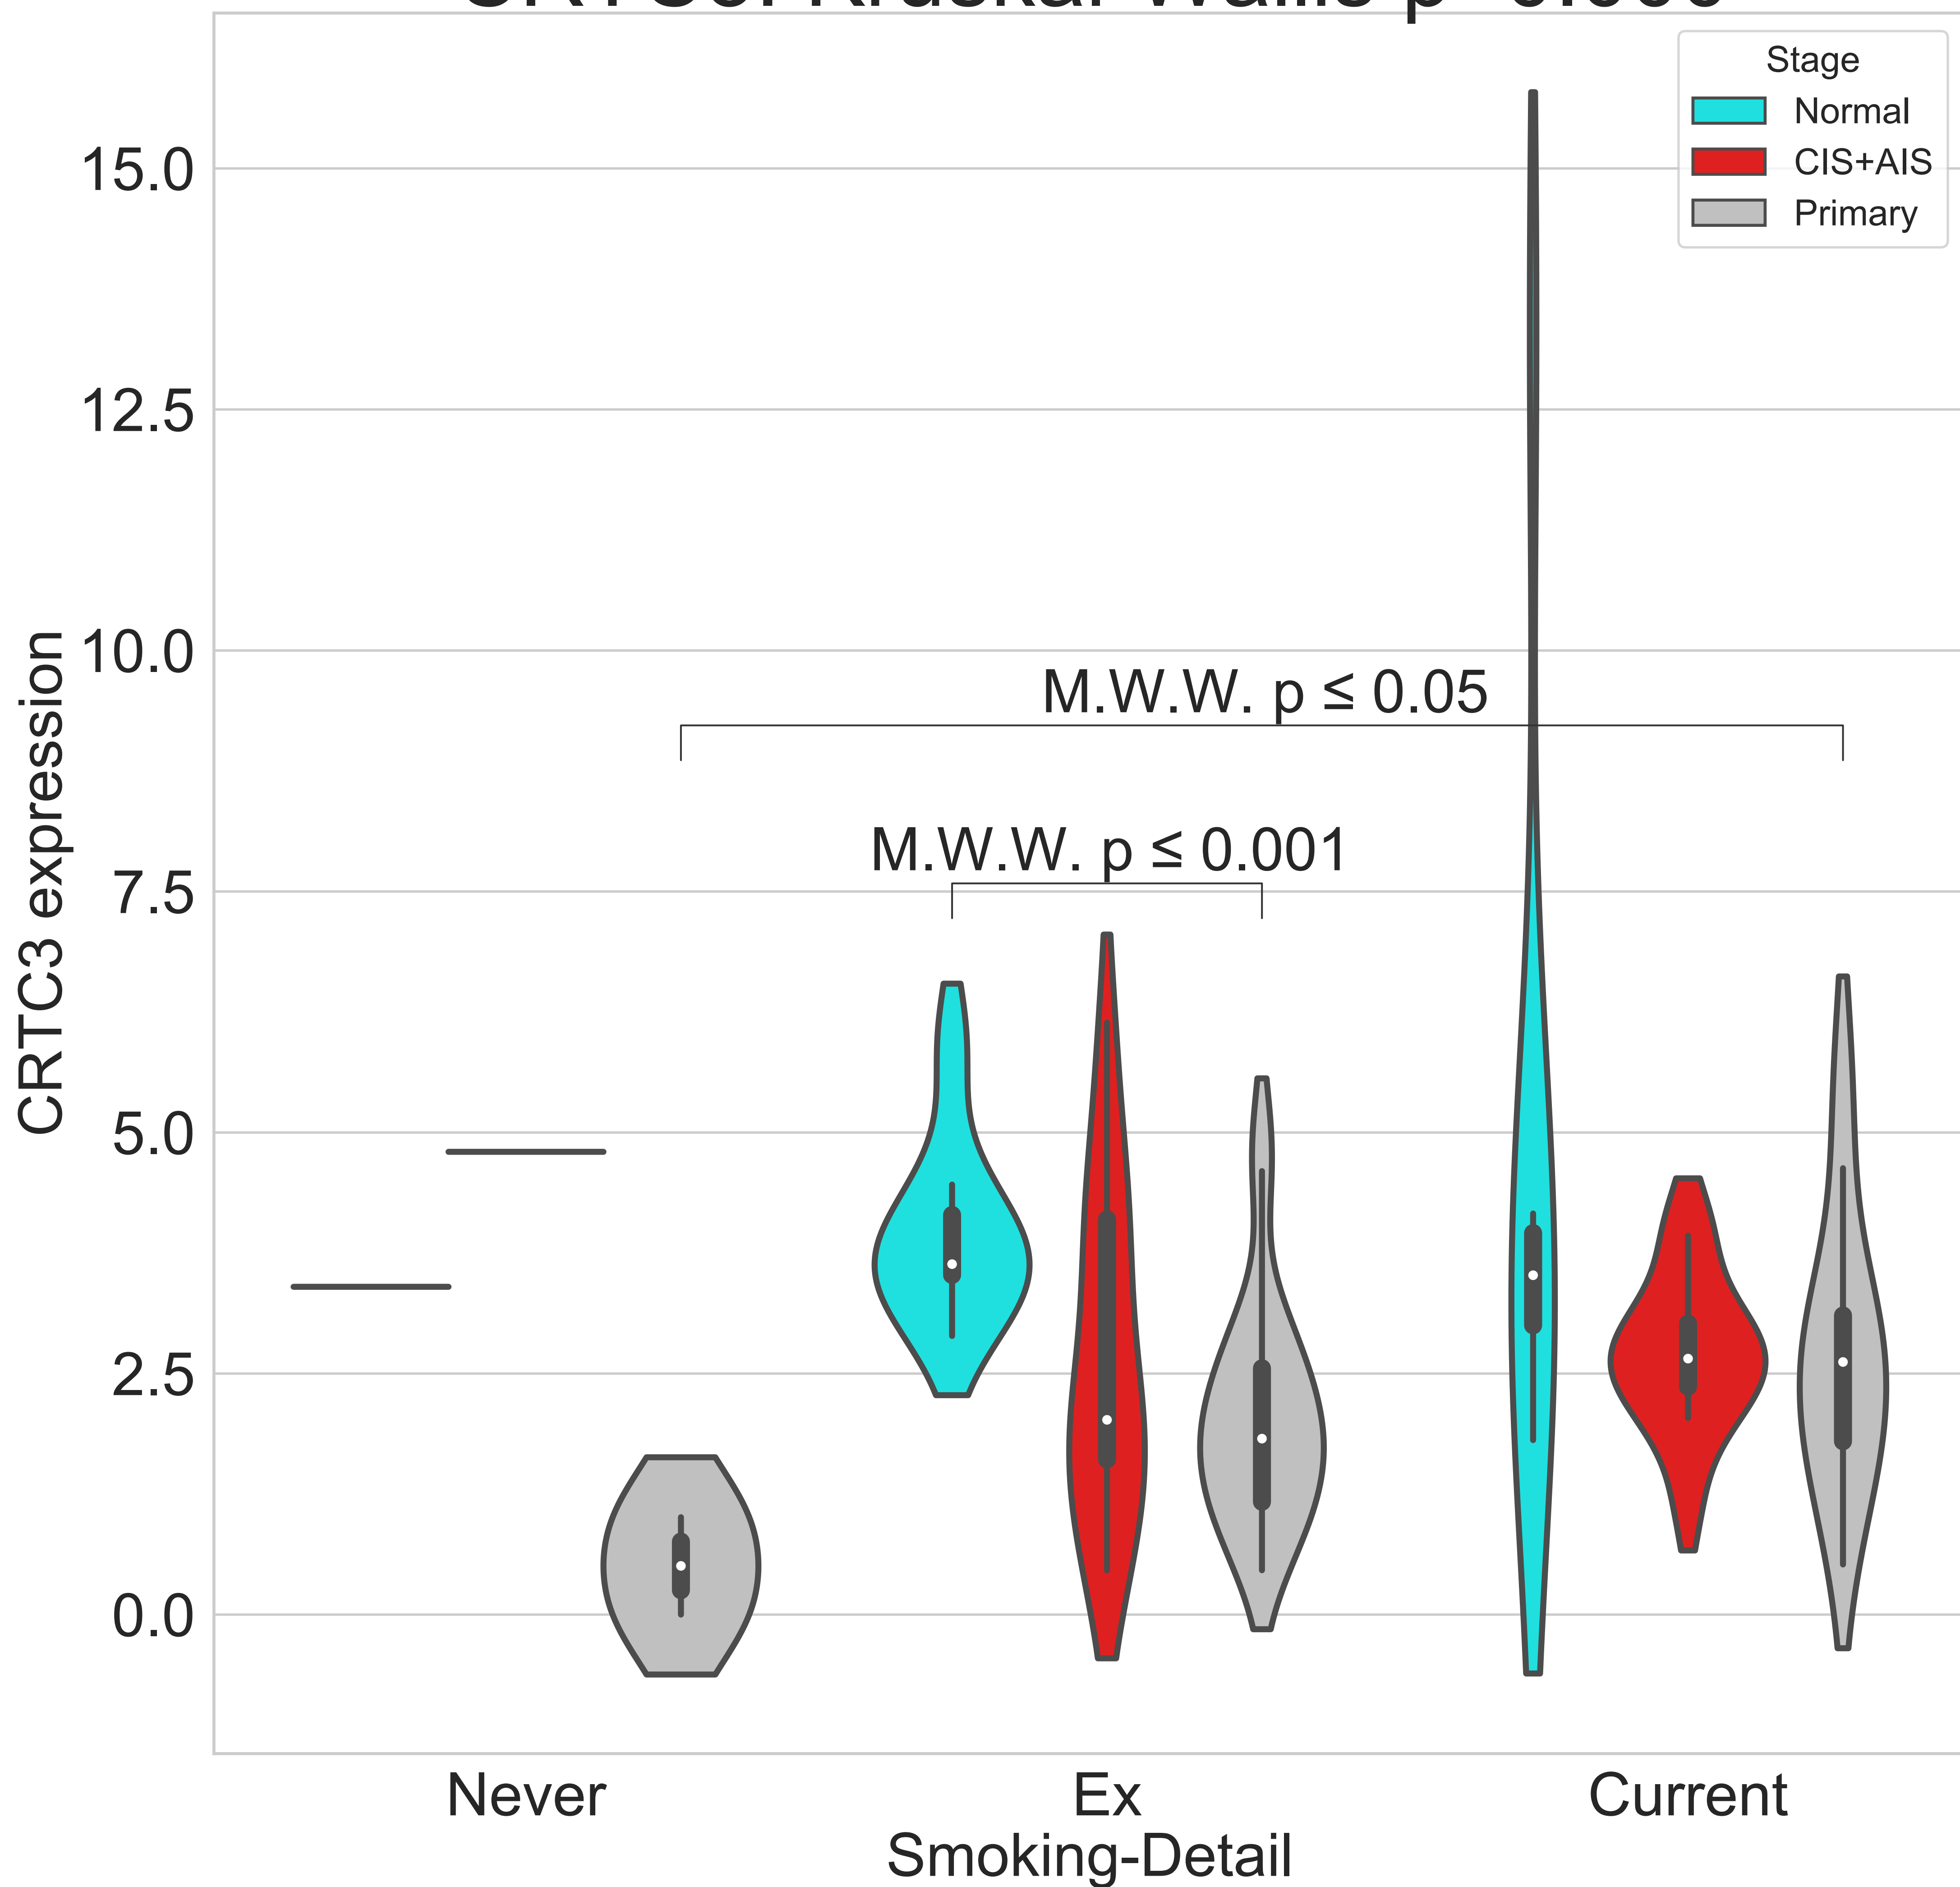 Stage
Normal
CIS+AIS
Primary
15.0
12.5
10.0
7.5
5.0
2.5
0.0
CRTC3 expression
M.W.W. p ≤ 0.05
M.W.W. p ≤ 0.001
Never
Ex
Current
Smoking-Detail